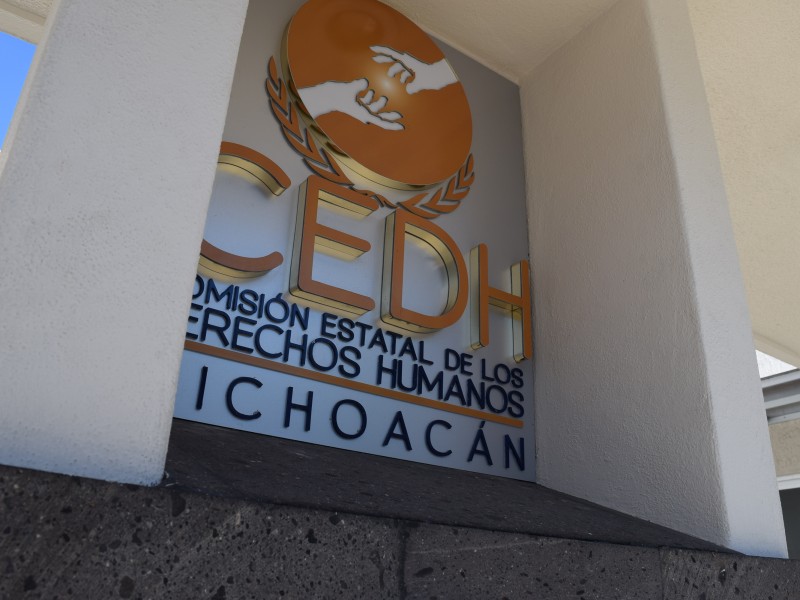 CEDH
OMISIÓN ESTATAL DE LOS
ERECHOS HUMANOS
ICHOACÁN